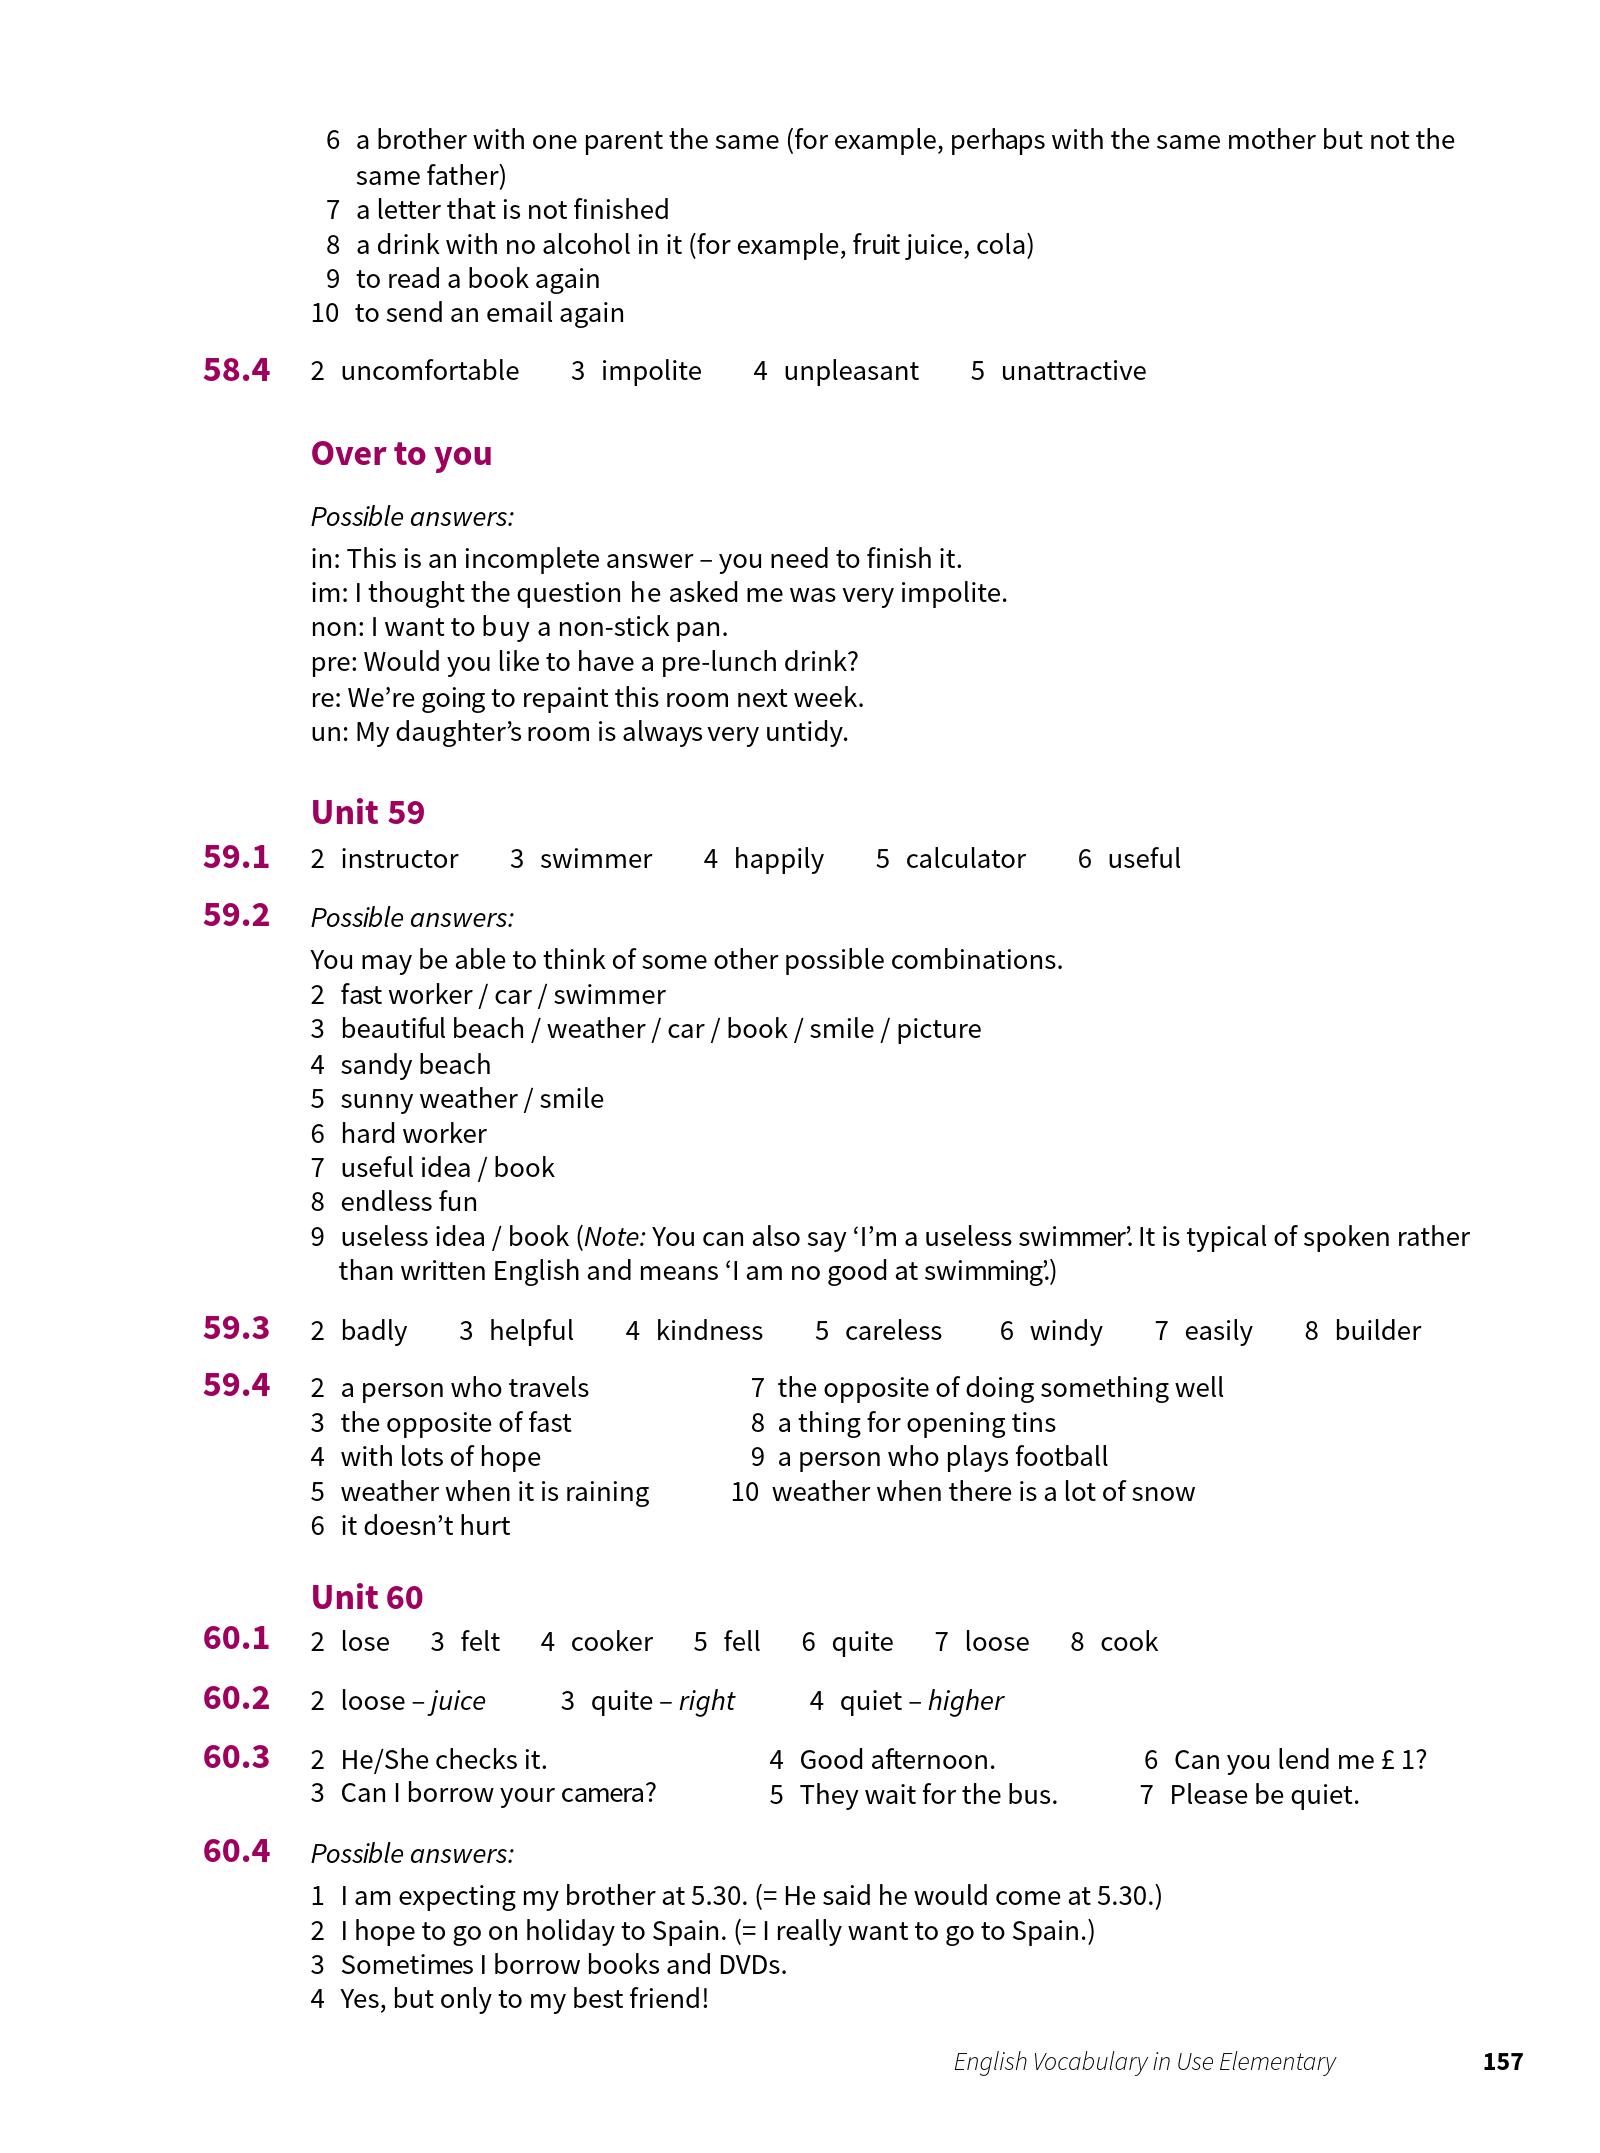 6 a brother with one parent the same (for example, perhaps with the same mother but not the
same father)
7 a letter that is not finished
8 a drink with no alcohol in it (for example, fruit juice, cola)
9 to read a book again
10 to send an email again
58.4 2 uncomfortable 3 impolite 4 unpleasant 5 unattractive
Over to you
Possible answers:
in: This is an incomplete answer – you need to finish it.
im: I thought the question he asked me was very impolite.
non: I want to buy a non-stick pan.
pre: Would you like to have a pre-lunch drink?
re: We’re going to repaint this room next week.
un: My daughter’s room is always very untidy.
Unit 59
59.1 2 instructor 3 swimmer 4 happily 5 calculator 6 useful
59.2 Possible answers:
You may be able to think of some other possible combinations.
2 fast worker / car / swimmer
3 beautiful beach / weather / car / book / smile / picture
4 sandy beach
5 sunny weather / smile
6 hard worker
7 useful idea / book
8 endless fun
9 useless idea / book (Note: You can also say ‘I’m a useless swimmer’. It is typical of spoken rather
than written English and means ‘I am no good at swimming’.)
59.3 2 badly 3 helpful 4 kindness 5 careless 6 windy 7 easily 8 builder
59.4 2 a person who travels 7 the opposite of doing something well
3 the opposite of fast 8 a thing for opening tins
4 with lots of hope 9 a person who plays football
5 weather when it is raining 10 weather when there is a lot of snow
6 it doesn’t hurt
Unit 60
60.1 2 lose 3 felt 4 cooker 5 fell 6 quite 7 loose 8 cook
60.2 2 loose – juice 3 quite – right 4 quiet – higher
60.3 2 He/She checks it. 4 Good afternoon. 6 Can you lend me £ 1?
3 Can I borrow your camera? 5 They wait for the bus. 7 Please be quiet.
60.4 Possible answers:
1 I am expecting my brother at 5.30. (= He said he would come at 5.30.)
2 I hope to go on holiday to Spain. (= I really want to go to Spain.)
3 Sometimes I borrow books and DVDs.
4 Yes, but only to my best friend!
English Vocabulary in Use Elementary 157